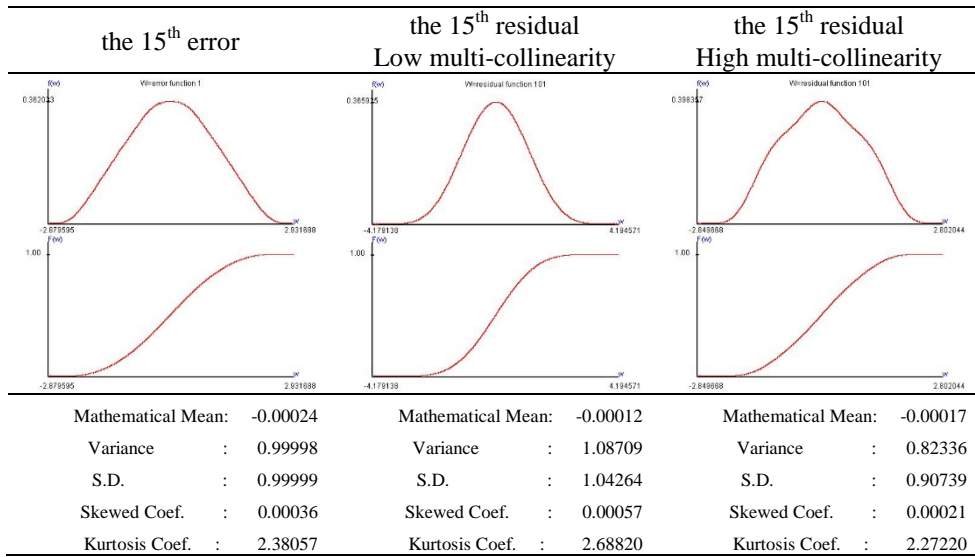 the 15th error
the 15th residual
Low multi-collinearity
the 15th residual
High multi-collinearity
f(w) W=error function 1
0.362033
-2.879595 2.931688
w
f(w) W=residual function 101
0.365925
-4.179138 4.194571
w
f(w) W=residual function 101
0.398357
-2.849668 2.802044
w
F(w)
1.00
-2.879595 2.931688
w
F(w)
1.00
-4.179138 4.194571
w
F(w)
1.00
-2.849668 2.802044
w
Mathematical Mean: -0.00024 Mathematical Mean: -0.00012 Mathematical Mean: -0.00017
Variance : 0.99998 Variance : 1.08709 Variance : 0.82336
S.D. : 0.99999 S.D. : 1.04264 S.D. : 0.90739
Skewed Coef. : 0.00036 Skewed Coef. : 0.00057 Skewed Coef. : 0.00021
Kurtosis Coef. : 2.38057 Kurtosis Coef. : 2.68820 Kurtosis Coef. : 2.27220